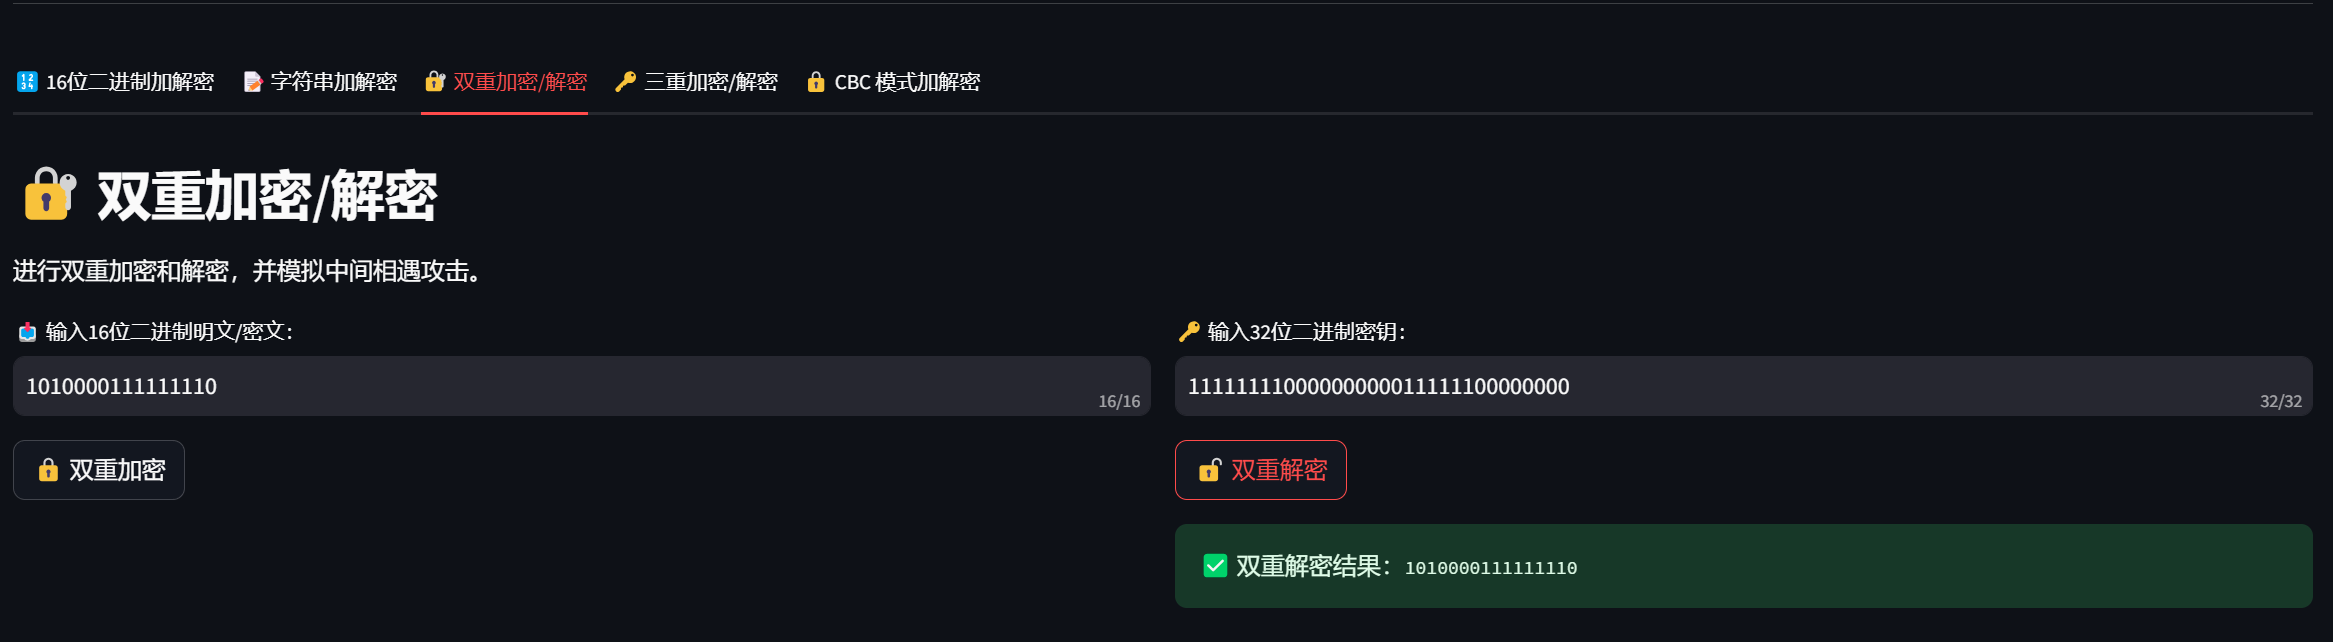 16位二进制加解密 字符串加解密 双重加密/解密 三重加密/解密 CBC 模式加解密
双重加密/解密
进行双重加密和解密，并模拟中间相遇攻击。
输入16位二进制明文/密文：
1010000111111110
16/16
输入32位二进制密钥：
11111111000000000011111100000000
32/32
双重加密
双重解密
双重解密结果：1010000111111110